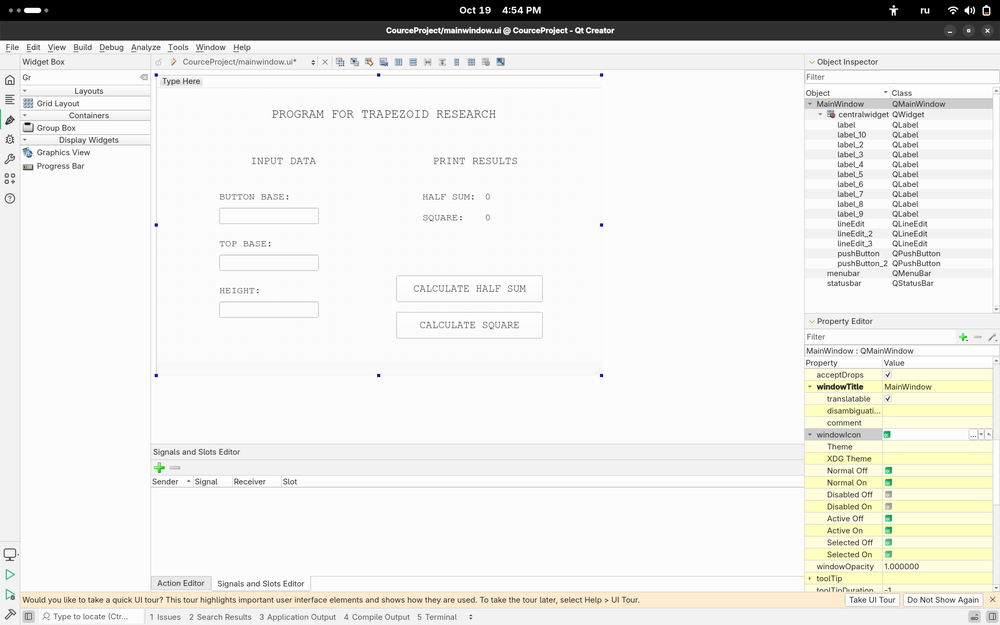 Oct 19 4:54 PM
ru
CourceProject/mainwindow.ui @ CourceProject - Qt Creator
File Edit View Build Debug Analyze Tools Window Help
Widget Box
Gr
Layouts
Grid Layout
Containers
Group Box
Display Widgets
Graphics View
Progress Bar
CourceProject/mainwindow.ui*
Type Here
PROGRAM FOR TRAPEZOID RESEARCH
INPUT DATA
PRINT RESULTS
BUTTON BASE:
HALF SUM: 0
SQUARE: 0
TOP BASE:
HEIGHT:
CALCULATE HALF SUM
CALCULATE SQUARE
Signals and Slots Editor
Sender Signal Receiver Slot
Action Editor Signals and Slots Editor
Object Inspector
Filter
Object Class
MainWindow QMainWindow
centralwidget QWidget
label QLabel
label_10 QLabel
label_2 QLabel
label_3 QLabel
label_4 QLabel
label_5 QLabel
label_6 QLabel
label_7 QLabel
label_8 QLabel
label_9 QLabel
lineEdit QLineEdit
lineEdit_2 QLineEdit
lineEdit_3 QLineEdit
pushButton QPushButton
pushButton_2 QPushButton
menubar QMenuBar
statusbar QStatusBar
Property Editor
Filter
MainWindow : QMainWindow
Property Value
acceptDrops
windowTitle MainWindow
translatable
disambiguati...
comment
windowIcon ...
Theme
XDG Theme
Normal Off
Normal On
Disabled Off
Disabled On
Active Off
Active On
Selected Off
Selected On
windowOpacity 1.000000
toolTip
toolTipDuration -1
Would you like to take a quick UI tour? This tour highlights important user interface elements and shows how they are used. To take the tour later, select Help > UI Tour.
Take UI Tour Do Not Show Again
Type to locate (Ctr...
1 Issues 2 Search Results 3 Application Output 4 Compile Output 5 Terminal